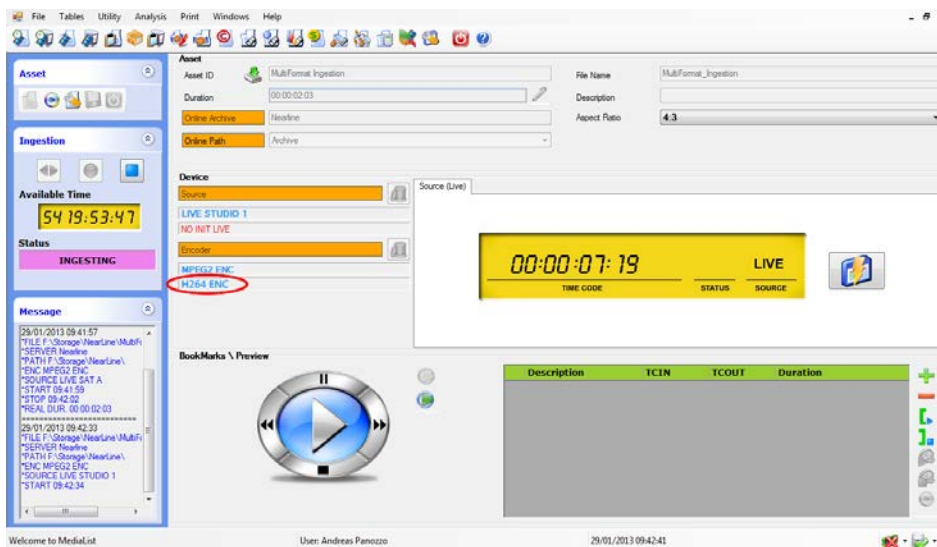 File Tables Utility Analysis Print Windows Help
Asset
Ingestion
Available Time
54 19:53:47
Status
INGESTING
Message
29/01/2013 09:41:57
*FILE F:\Storage\NearLine\MultiFo
*SERVER Nearline
*PATH F:\Storage\NearLine\
*ENC MPEG2 ENC
*SOURCE LIVE SAT A
*START 09:41:59
*STOP 09:42:02
*REAL DUR. 00:00:02:03
29/01/2013 09:42:33
*FILE F:\Storage\NearLine\MultiFo
*SERVER Nearline
*PATH F:\Storage\NearLine\
*ENC MPEG2 ENC
*SOURCE LIVE STUDIO 1
*START 09:42:34
Asset
Asset ID MultiFormat Ingestion
File Name MultiFormat_Ingestion
Duration 00:00:02:03
Description
Online Archive Nearline
Aspect Ratio 4:3
Online Path Archive
Device
Source
LIVE STUDIO 1
NO INIT LIVE
Encoder
MPEG2 ENC
H264 ENC
Source (Live)
00:00:07:19 LIVE
TIME CODE STATUS SOURCE
BookMarks \ Preview
Description TCIN TCOUT Duration
Welcome to MediaList User: Andreas Panozzo 29/01/2013 09:42:41